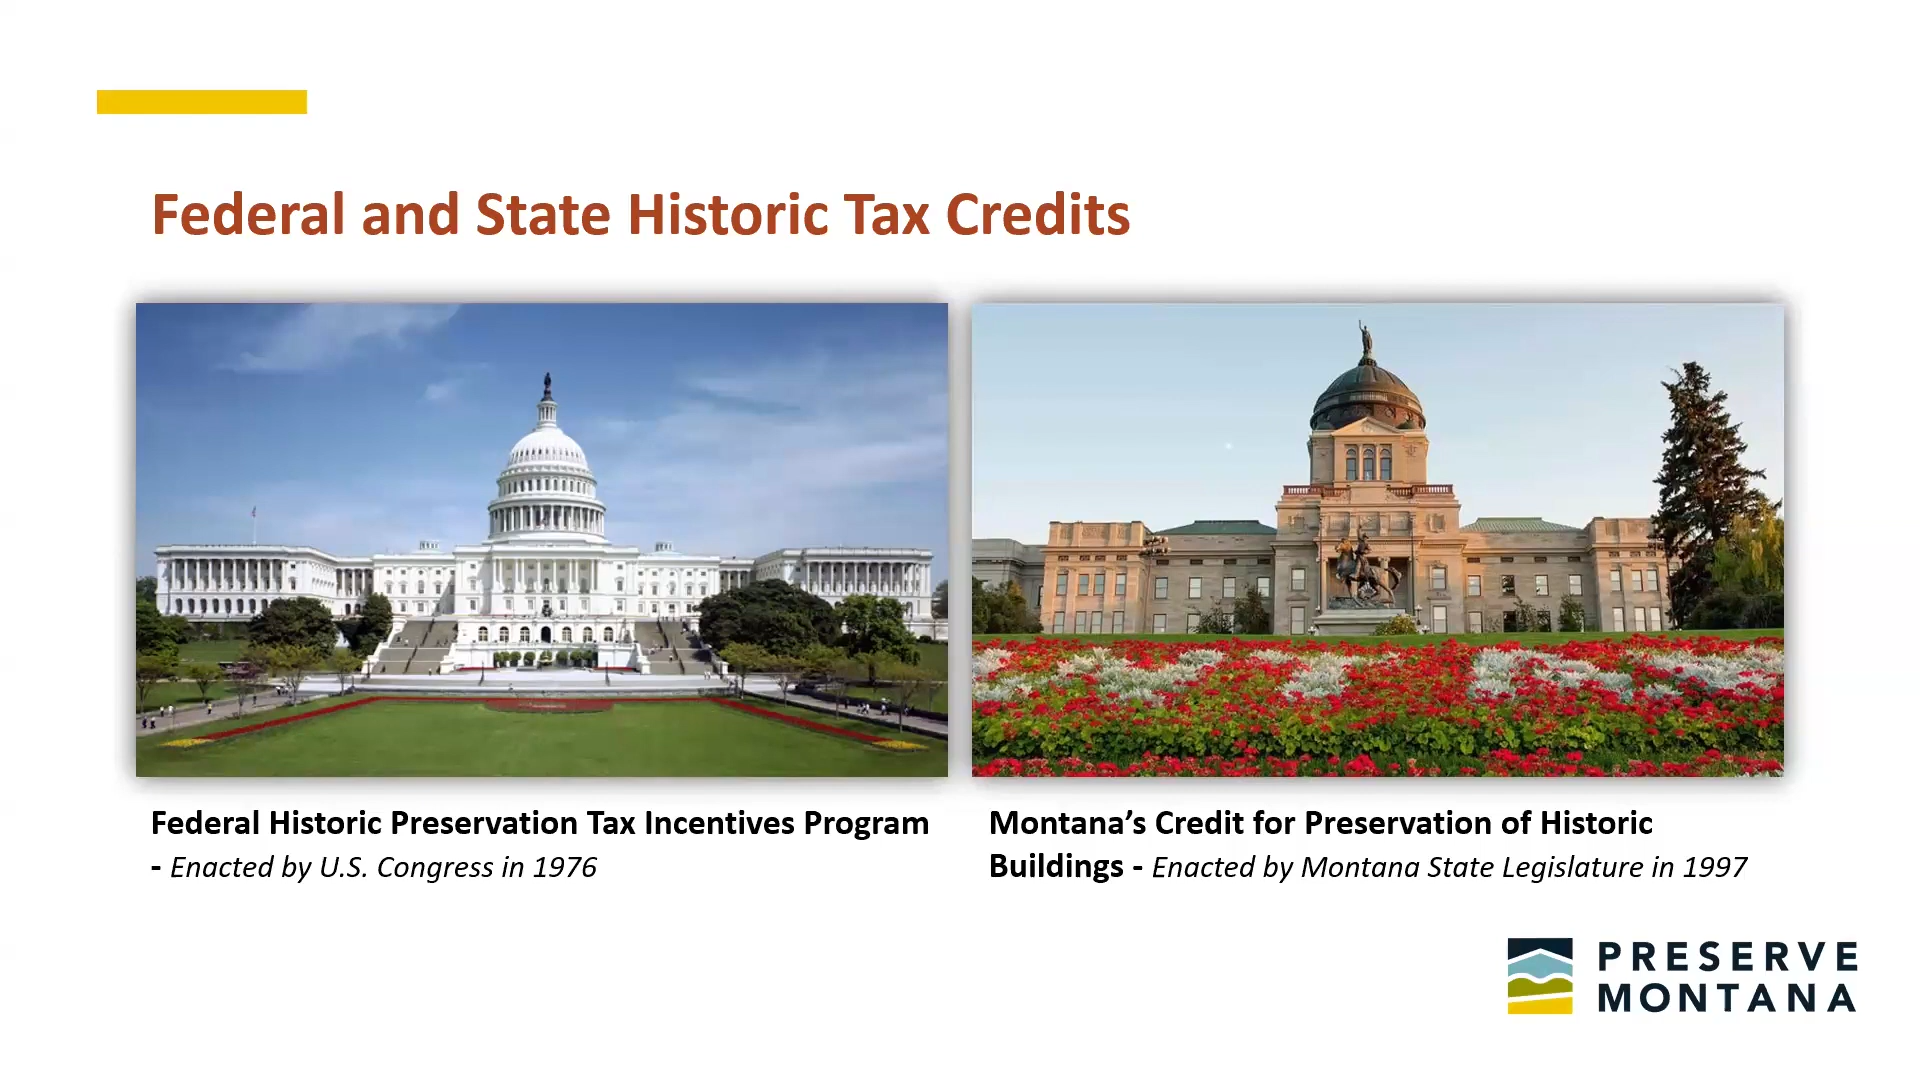 Federal and State Historic Tax Credits
Federal Historic Preservation Tax Incentives Program
- Enacted by U.S. Congress in 1976
Montana’s Credit for Preservation of Historic
Buildings - Enacted by Montana State Legislature in 1997
PRESERVE
MONTANA